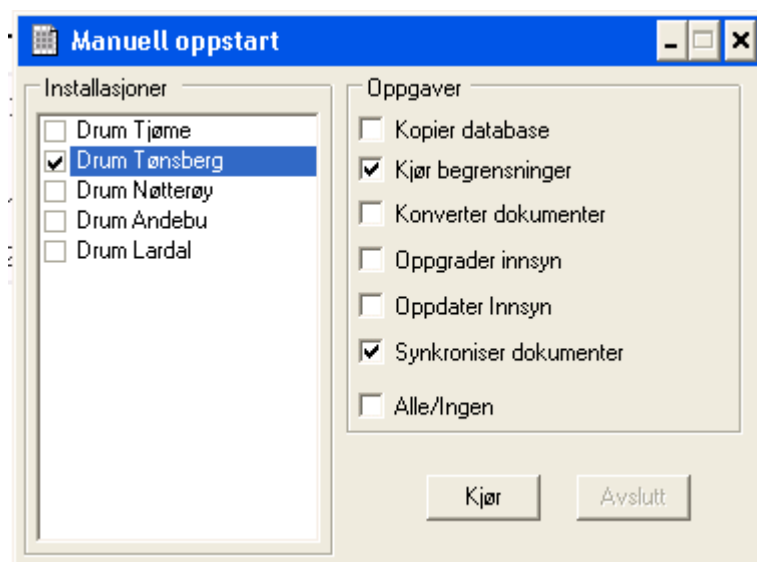 Manuell oppstart
Installasjoner
Drum Tjøme
Drum Tønsberg
Drum Nøtterøy
Drum Andebu
Drum Lardal
Oppgaver
Kopier database
Kjør begrensninger
Konverter dokumenter
Oppgrader innsyn
Oppdater Innsyn
Synkroniser dokumenter
Alle/Ingen
Kjør
Avslutt